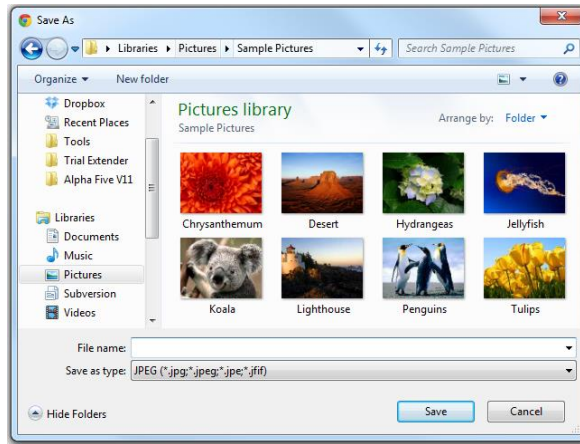 Save As
Libraries Pictures Sample Pictures Search Sample Pictures
Organize New folder
Dropbox
Recent Places
Tools
Trial Extender
Alpha Five V11
Libraries
Documents
Music
Pictures
Subversion
Videos
Pictures library
Sample Pictures
Arrange by: Folder
Chrysanthemum Desert Hydrangeas Jellyfish
Koala Lighthouse Penguins Tulips
File name:
Save as type: JPEG (*.jpg;*.jpeg;*.jpe;*.jfif)
Hide Folders Save Cancel